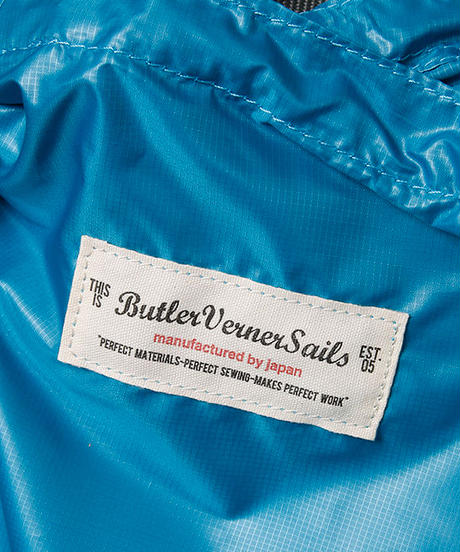 THIS
IS
ButlerVernerSails
EST.
05
manufactured by japan
"PERFECT MATERIALS-PERFECT SEWING-MAKES PERFECT WORK"